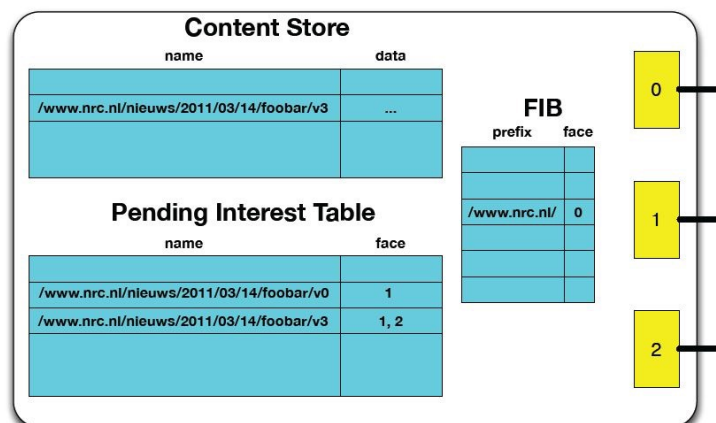 Content Store
name data
/www.nrc.nl/nieuws/2011/03/14/foobar/v3 ...
Pending Interest Table
name face
/www.nrc.nl/nieuws/2011/03/14/foobar/v0 1
/www.nrc.nl/nieuws/2011/03/14/foobar/v3 1, 2
FIB
prefix face
/www.nrc.nl/ 0
0
1
2